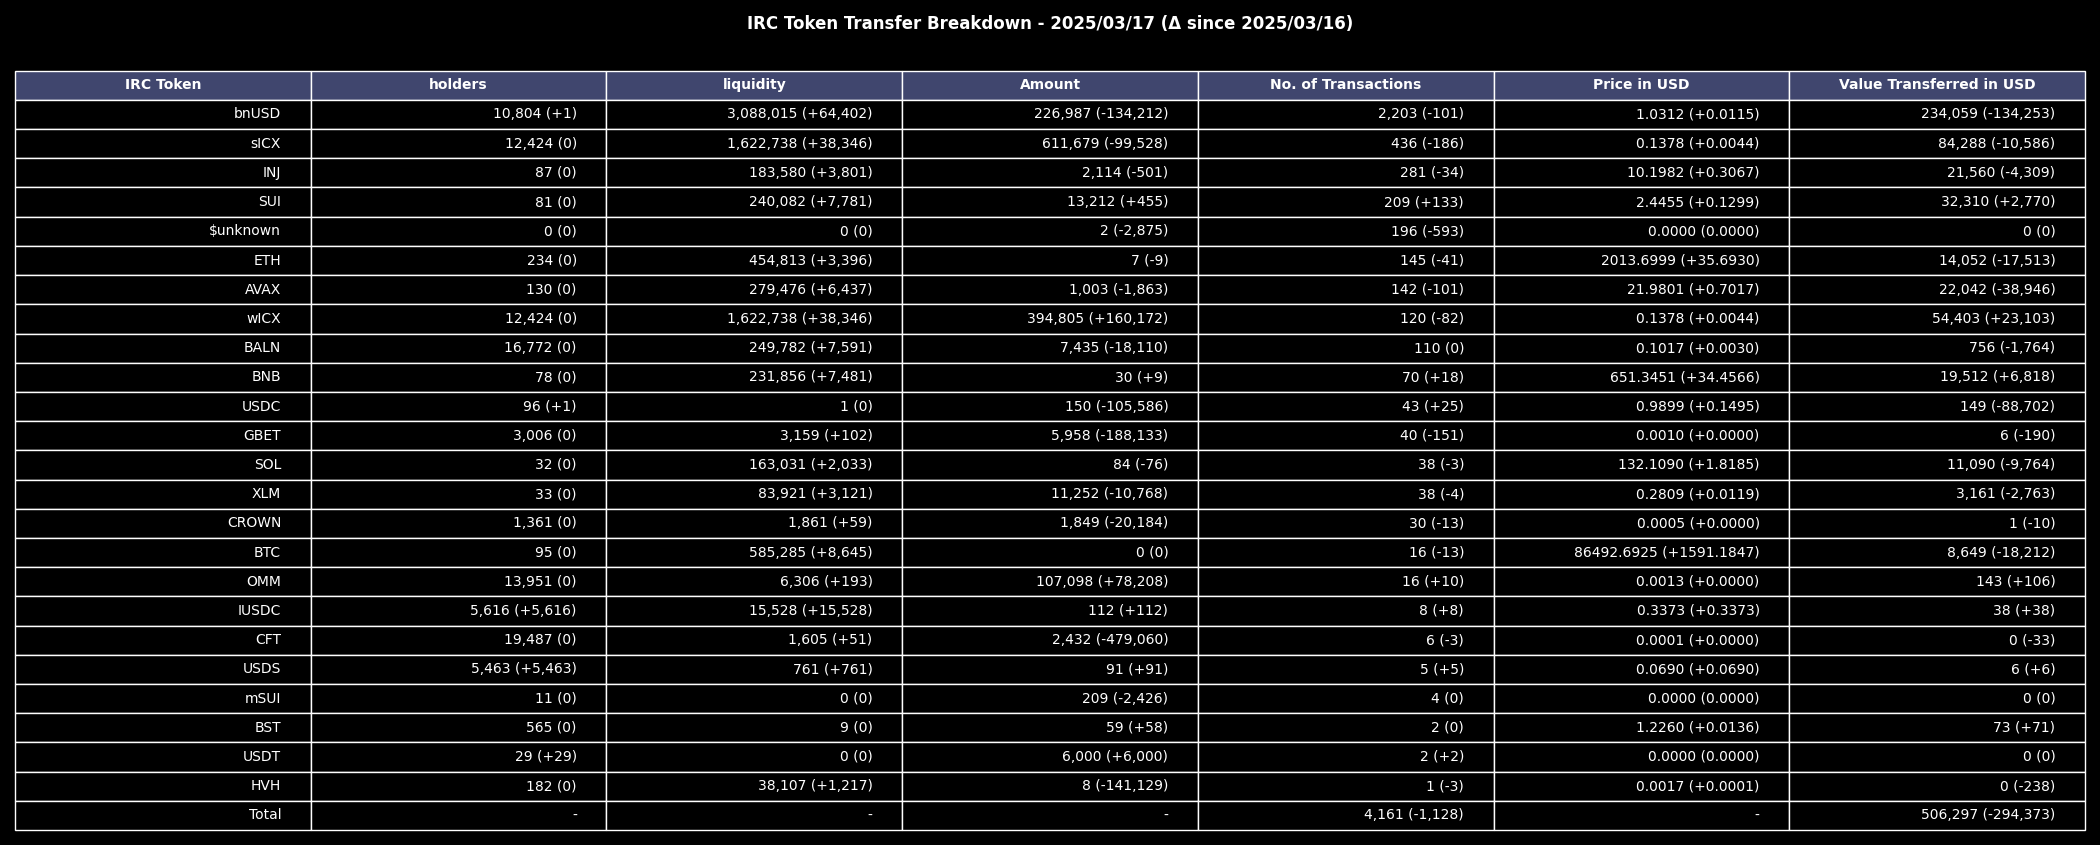 IRC Token Transfer Breakdown - 2025/03/17 (Δ since 2025/03/16)
IRC Token holders liquidity Amount No. of Transactions Price in USD Value Transferred in USD
bnUSD 10,804 (+1) 3,088,015 (+64,402) 226,987 (-134,212) 2,203 (-101) 1.0312 (+0.0115) 234,059 (-134,253)
sICX 12,424 (0) 1,622,738 (+38,346) 611,679 (-99,528) 436 (-186) 0.1378 (+0.0044) 84,288 (-10,586)
INJ 87 (0) 183,580 (+3,801) 2,114 (-501) 281 (-34) 10.1982 (+0.3067) 21,560 (-4,309)
SUI 81 (0) 240,082 (+7,781) 13,212 (+455) 209 (+133) 2.4455 (+0.1299) 32,310 (+2,770)
$unknown 0 (0) 0 (0) 2 (-2,875) 196 (-593) 0.0000 (0.0000) 0 (0)
ETH 234 (0) 454,813 (+3,396) 7 (-9) 145 (-41) 2013.6999 (+35.6930) 14,052 (-17,513)
AVAX 130 (0) 279,476 (+6,437) 1,003 (-1,863) 142 (-101) 21.9801 (+0.7017) 22,042 (-38,946)
wICX 12,424 (0) 1,622,738 (+38,346) 394,805 (+160,172) 120 (-82) 0.1378 (+0.0044) 54,403 (+23,103)
BALN 16,772 (0) 249,782 (+7,591) 7,435 (-18,110) 110 (0) 0.1017 (+0.0030) 756 (-1,764)
BNB 78 (0) 231,856 (+7,481) 30 (+9) 70 (+18) 651.3451 (+34.4566) 19,512 (+6,818)
USDC 96 (+1) 1 (0) 150 (-105,586) 43 (+25) 0.9899 (+0.1495) 149 (-88,702)
GBET 3,006 (0) 3,159 (+102) 5,958 (-188,133) 40 (-151) 0.0010 (+0.0000) 6 (-190)
SOL 32 (0) 163,031 (+2,033) 84 (-76) 38 (-3) 132.1090 (+1.8185) 11,090 (-9,764)
XLM 33 (0) 83,921 (+3,121) 11,252 (-10,768) 38 (-4) 0.2809 (+0.0119) 3,161 (-2,763)
CROWN 1,361 (0) 1,861 (+59) 1,849 (-20,184) 30 (-13) 0.0005 (+0.0000) 1 (-10)
BTC 95 (0) 585,285 (+8,645) 0 (0) 16 (-13) 86492.6925 (+1591.1847) 8,649 (-18,212)
OMM 13,951 (0) 6,306 (+193) 107,098 (+78,208) 16 (+10) 0.0013 (+0.0000) 143 (+106)
IUSDC 5,616 (+5,616) 15,528 (+15,528) 112 (+112) 8 (+8) 0.3373 (+0.3373) 38 (+38)
CFT 19,487 (0) 1,605 (+51) 2,432 (-479,060) 6 (-3) 0.0001 (+0.0000) 0 (-33)
USDS 5,463 (+5,463) 761 (+761) 91 (+91) 5 (+5) 0.0690 (+0.0690) 6 (+6)
mSUI 11 (0) 0 (0) 209 (-2,426) 4 (0) 0.0000 (0.0000) 0 (0)
BST 565 (0) 9 (0) 59 (+58) 2 (0) 1.2260 (+0.0136) 73 (+71)
USDT 29 (+29) 0 (0) 6,000 (+6,000) 2 (+2) 0.0000 (0.0000) 0 (0)
HVH 182 (0) 38,107 (+1,217) 8 (-141,129) 1 (-3) 0.0017 (+0.0001) 0 (-238)
Total - - - 4,161 (-1,128) - 506,297 (-294,373)